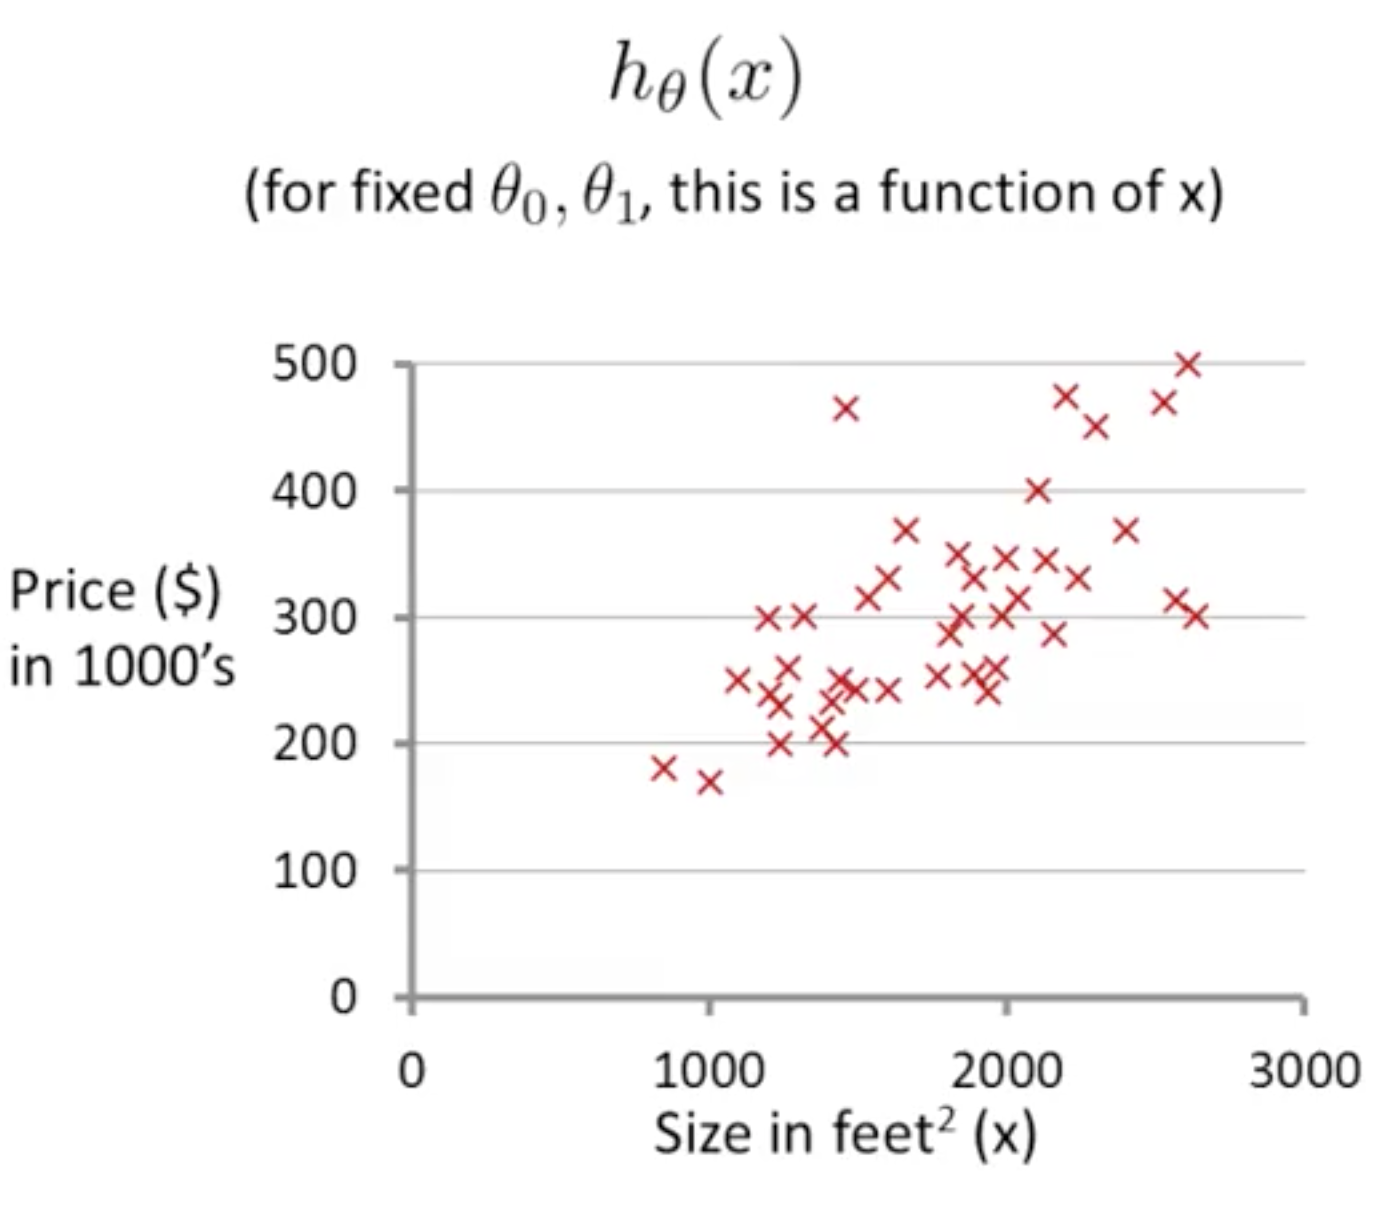 hθ(x)
(for fixed θ0, θ1, this is a function of x)
500
400
300
200
100
0
Price ($)
in 1000’s
0 1000 2000 3000
Size in feet² (x)